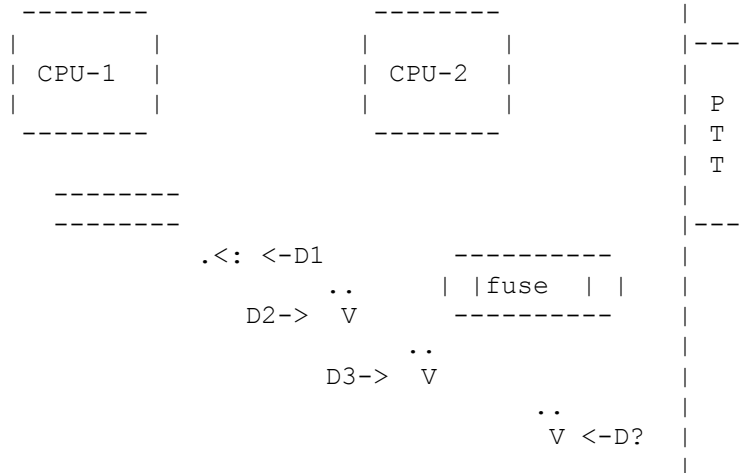 CPU-1 CPU-2
P
T
T
.<: <-D1
.. fuse
D2-> V
..
D3-> V
..
V <-D?